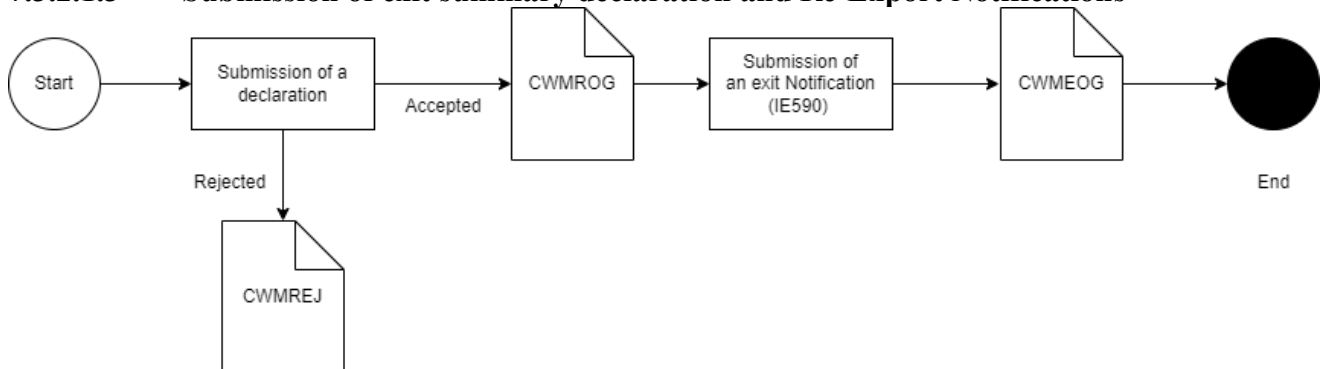 Submission of exit summary declaration and Re-Export Notifications
Start
Submission of a
declaration
Accepted
CWMROG
Submission of
an exit Notification
(IE590)
CWMEOG
End
Rejected
CWMREJ